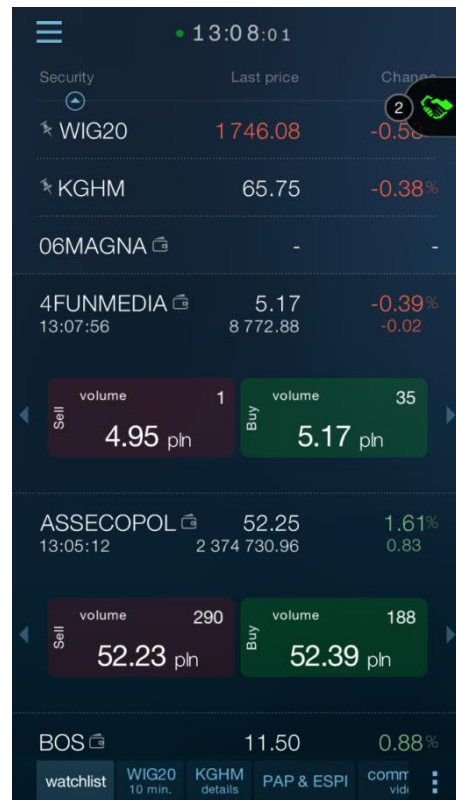 13:08:01
Security Last price Change
2
WIG20 1 746.08 -0.58
KGHM 65.75 -0.38%
06MAGNA - -
4FUNMEDIA 5.17 -0.39%
13:07:56 8 772.88 -0.02
Sell volume 1 Buy volume 35
4.95 pln 5.17 pln
ASSECOPOL 52.25 1.61%
13:05:12 2 374 730.96 0.83
Sell volume 290 Buy volume 188
52.23 pln 52.39 pln
BOS 11.50 0.88%
watchlist WIG20 KGHM PAP & ESPI comm
10 min. details vide